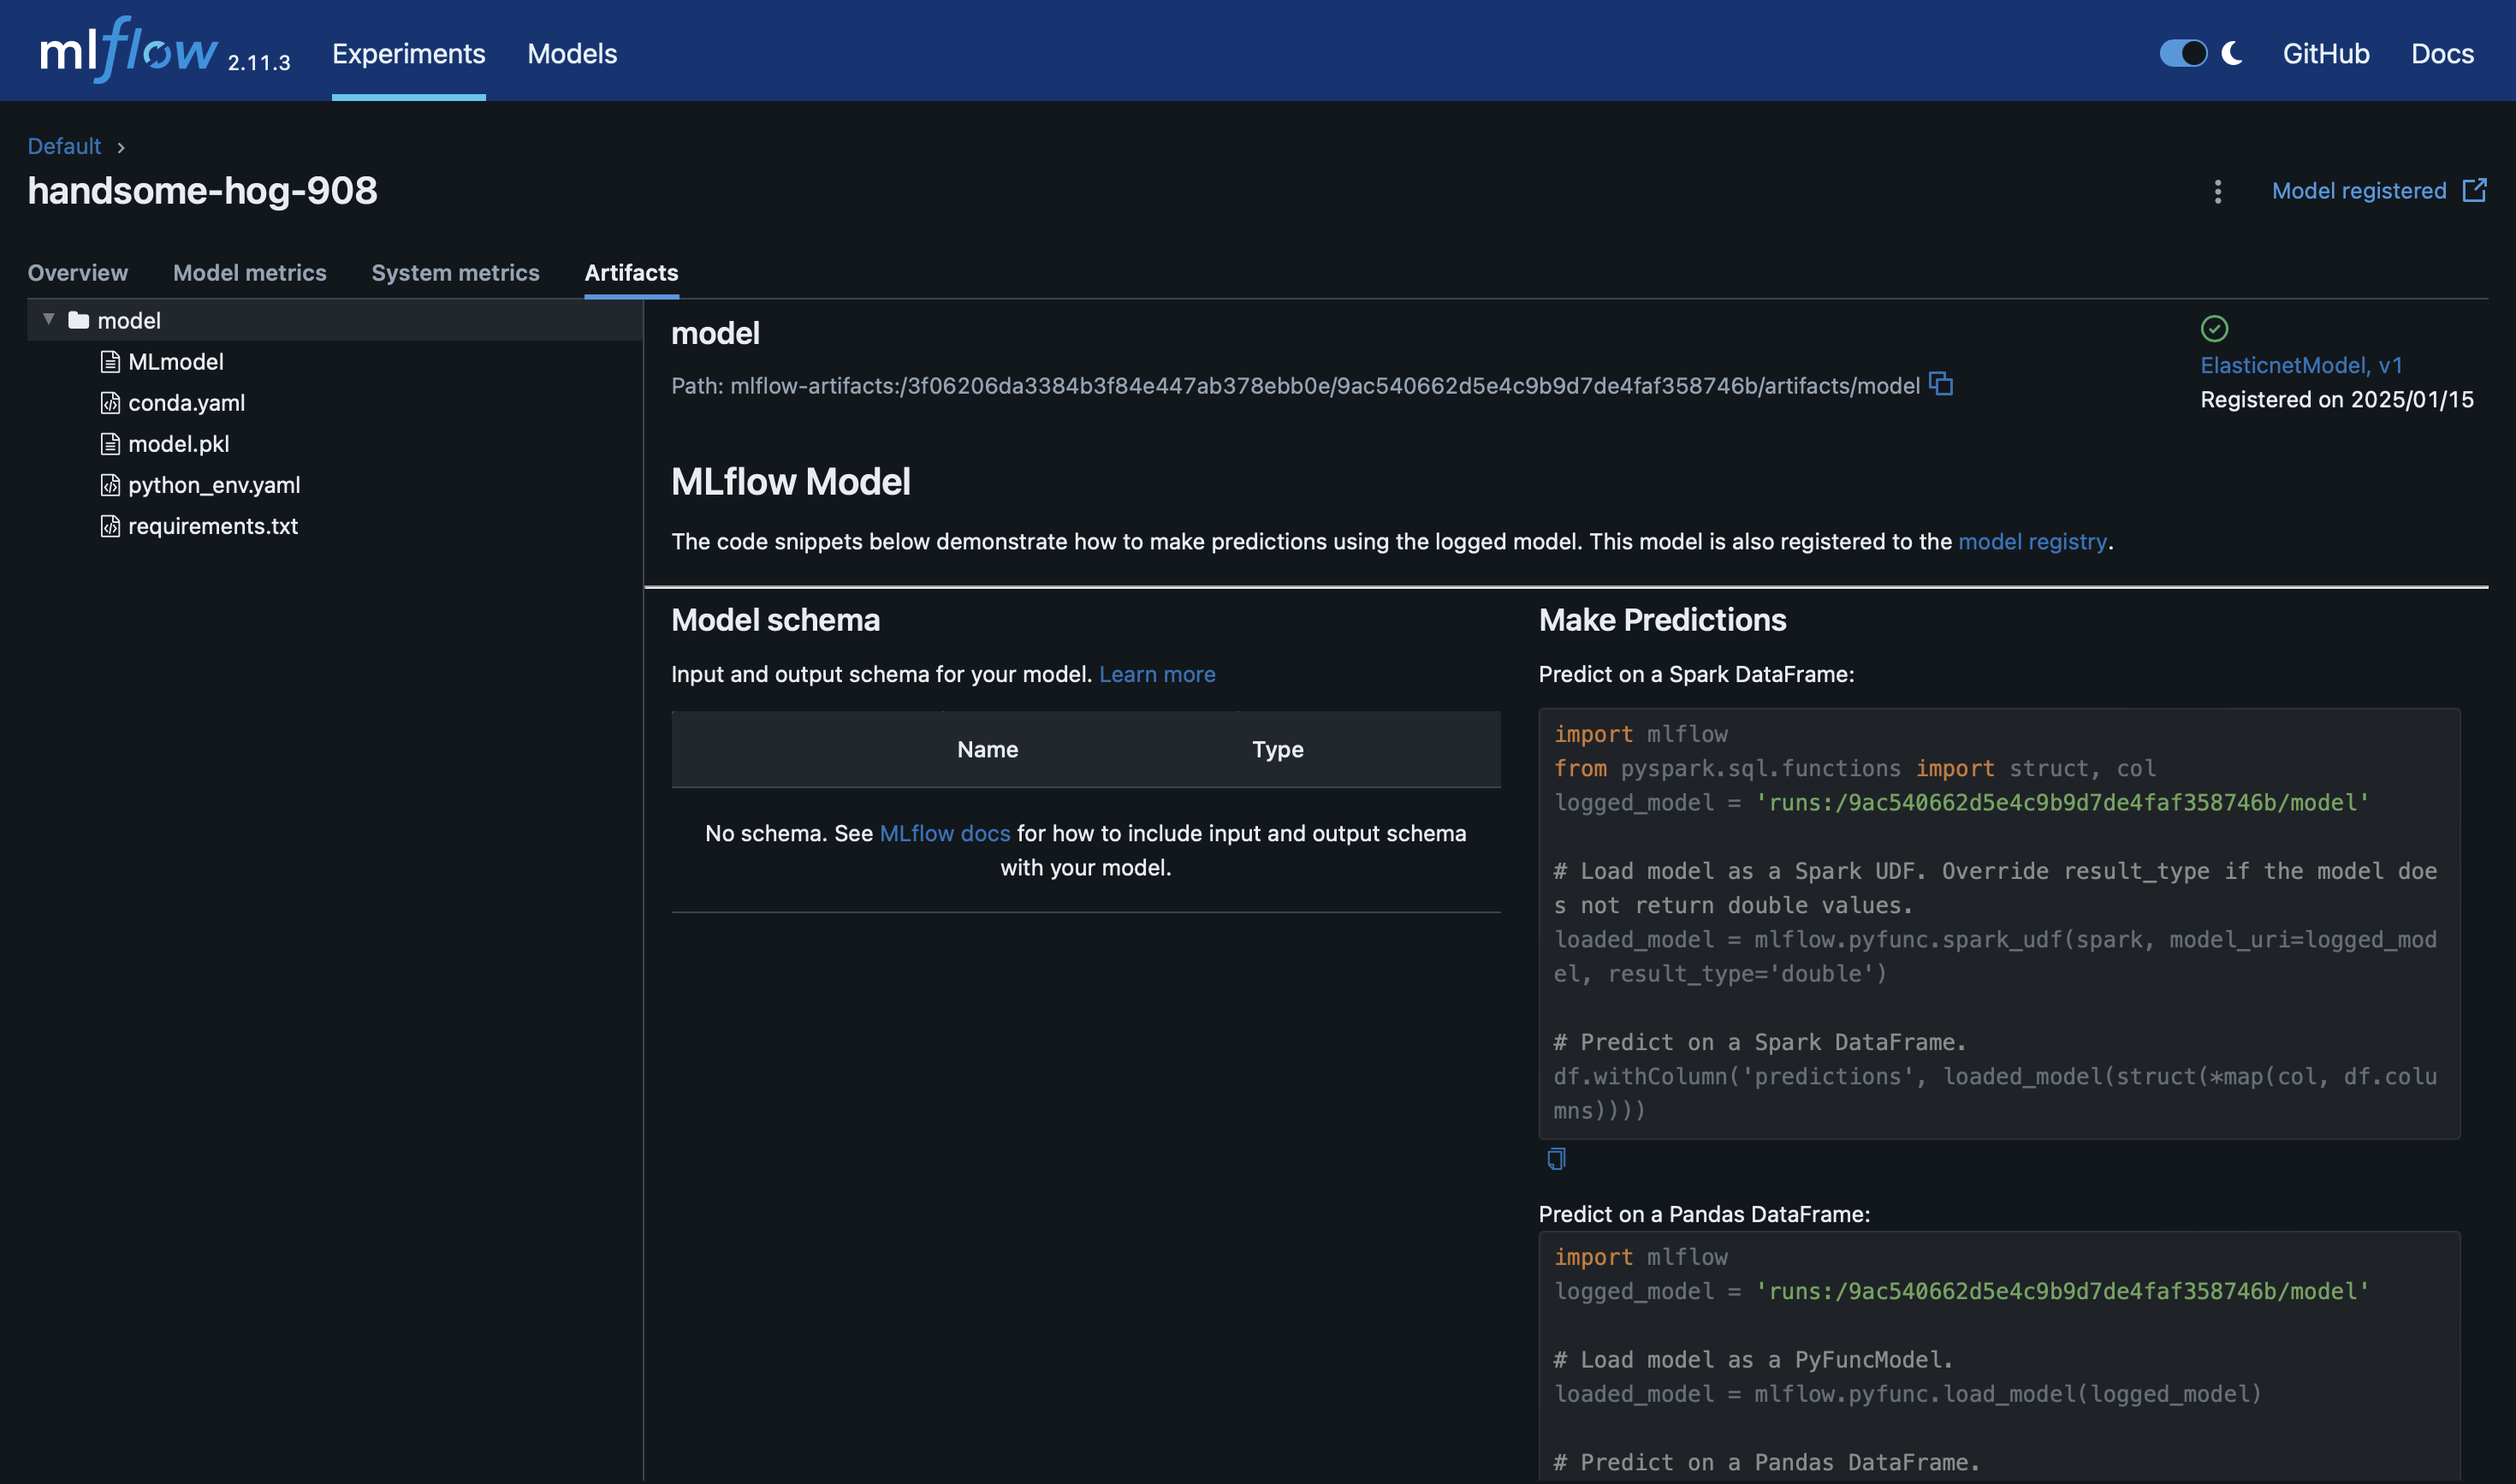 mlflow 2.11.3 Experiments Models GitHub Docs
Default
handsome-hog-908
Model registered
Overview Model metrics System metrics Artifacts
model
MLmodel
conda.yaml
model.pkl
python_env.yaml
requirements.txt
model
Path: mlflow-artifacts:/3f06206da3384b3f84e447ab378ebb0e/9ac540662d5e4c9b9d7de4faf358746b/artifacts/model
ElasticnetModel, v1
Registered on 2025/01/15
MLflow Model
The code snippets below demonstrate how to make predictions using the logged model. This model is also registered to the model registry.
Model schema
Input and output schema for your model. Learn more
Name Type
No schema. See MLflow docs for how to include input and output schema
with your model.
Make Predictions
Predict on a Spark DataFrame:
import mlflow
from pyspark.sql.functions import struct, col
logged_model = 'runs:/9ac540662d5e4c9b9d7de4faf358746b/model'
# Load model as a Spark UDF. Override result_type if the model doe
s not return double values.
loaded_model = mlflow.pyfunc.spark_udf(spark, model_uri=logged_mod
el, result_type='double')
# Predict on a Spark DataFrame.
df.withColumn('predictions', loaded_model(struct(*map(col, df.colu
mns))))
Predict on a Pandas DataFrame:
import mlflow
logged_model = 'runs:/9ac540662d5e4c9b9d7de4faf358746b/model'
# Load model as a PyFuncModel.
loaded_model = mlflow.pyfunc.load_model(logged_model)
# Predict on a Pandas DataFrame.